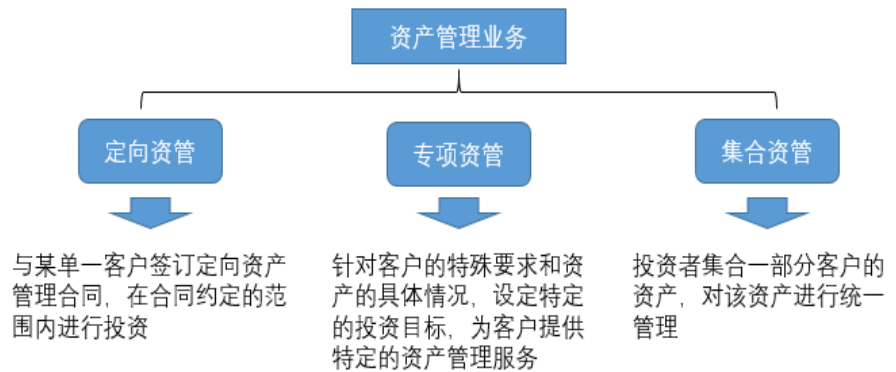 资产管理业务
定向资管
专项资管
集合资管
与某单一客户签订定向资产
管理合同，在合同约定的范
围内进行投资
针对客户的特殊要求和资
产的具体情况，设定特定
的投资目标，为客户提供
特定的资产管理服务
投资者集合一部分客户的
资产，对该资产进行统一
管理